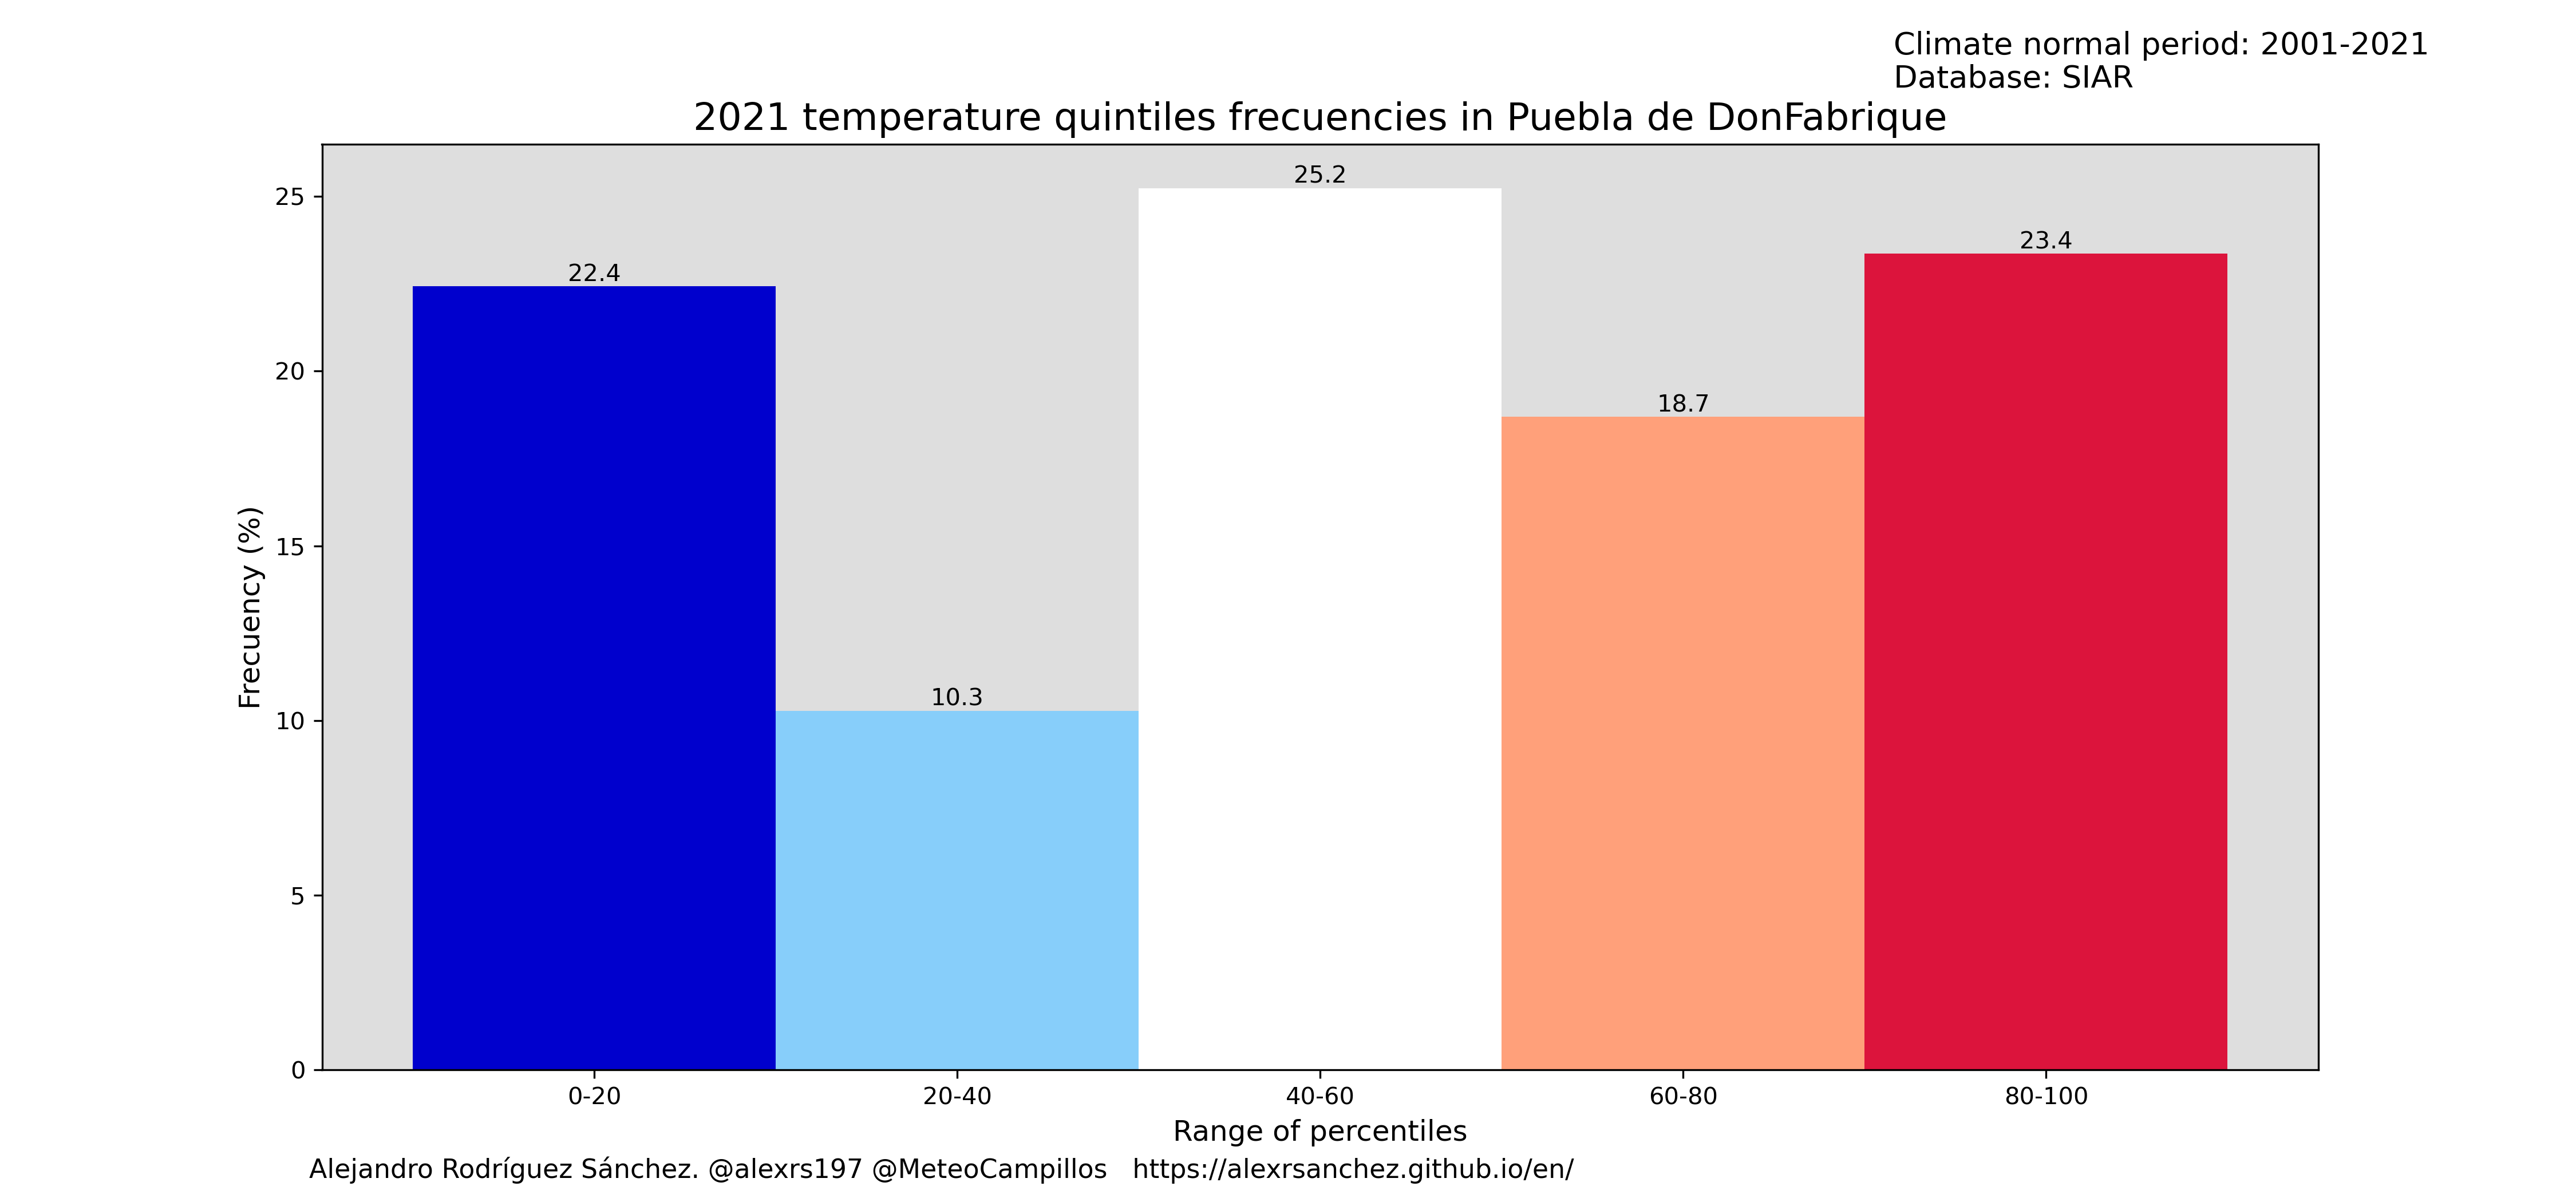 Climate normal period: 2001-2021
Database: SIAR
2021 temperature quintiles frecuencies in Puebla de DonFabrique
25.2
25
23.4
22.4
20
18.7
Frecuency (%)
15
10.3
10
5
0
0-20 20-40 40-60 60-80 80-100
Range of percentiles
Alejandro Rodríguez Sánchez. @alexrs197 @MeteoCampillos https://alexrsanchez.github.io/en/